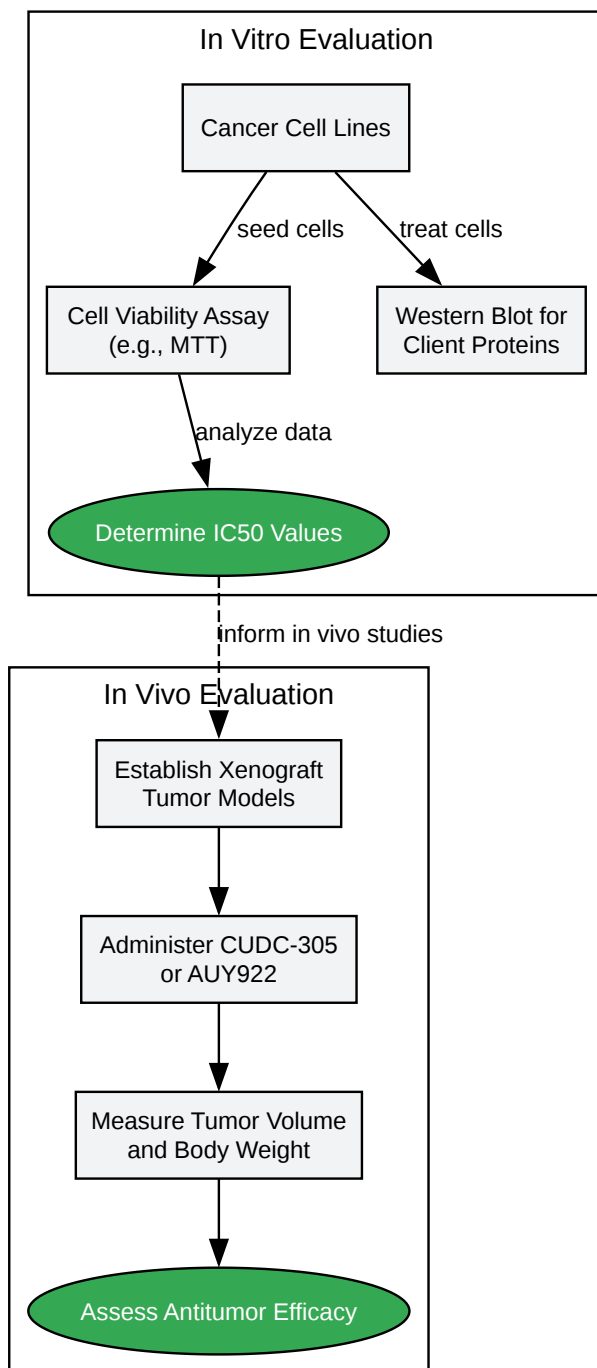 In Vitro Evaluation
Cancer Cell Lines
seed cells
treat cells
Cell Viability Assay
(e.g., MTT)
Western Blot for
Client Proteins
analyze data
Determine IC50 Values
inform in vivo studies
In Vivo Evaluation
Establish Xenograft
Tumor Models
Administer CUDC-305
or AUY922
Measure Tumor Volume
and Body Weight
Assess Antitumor Efficacy